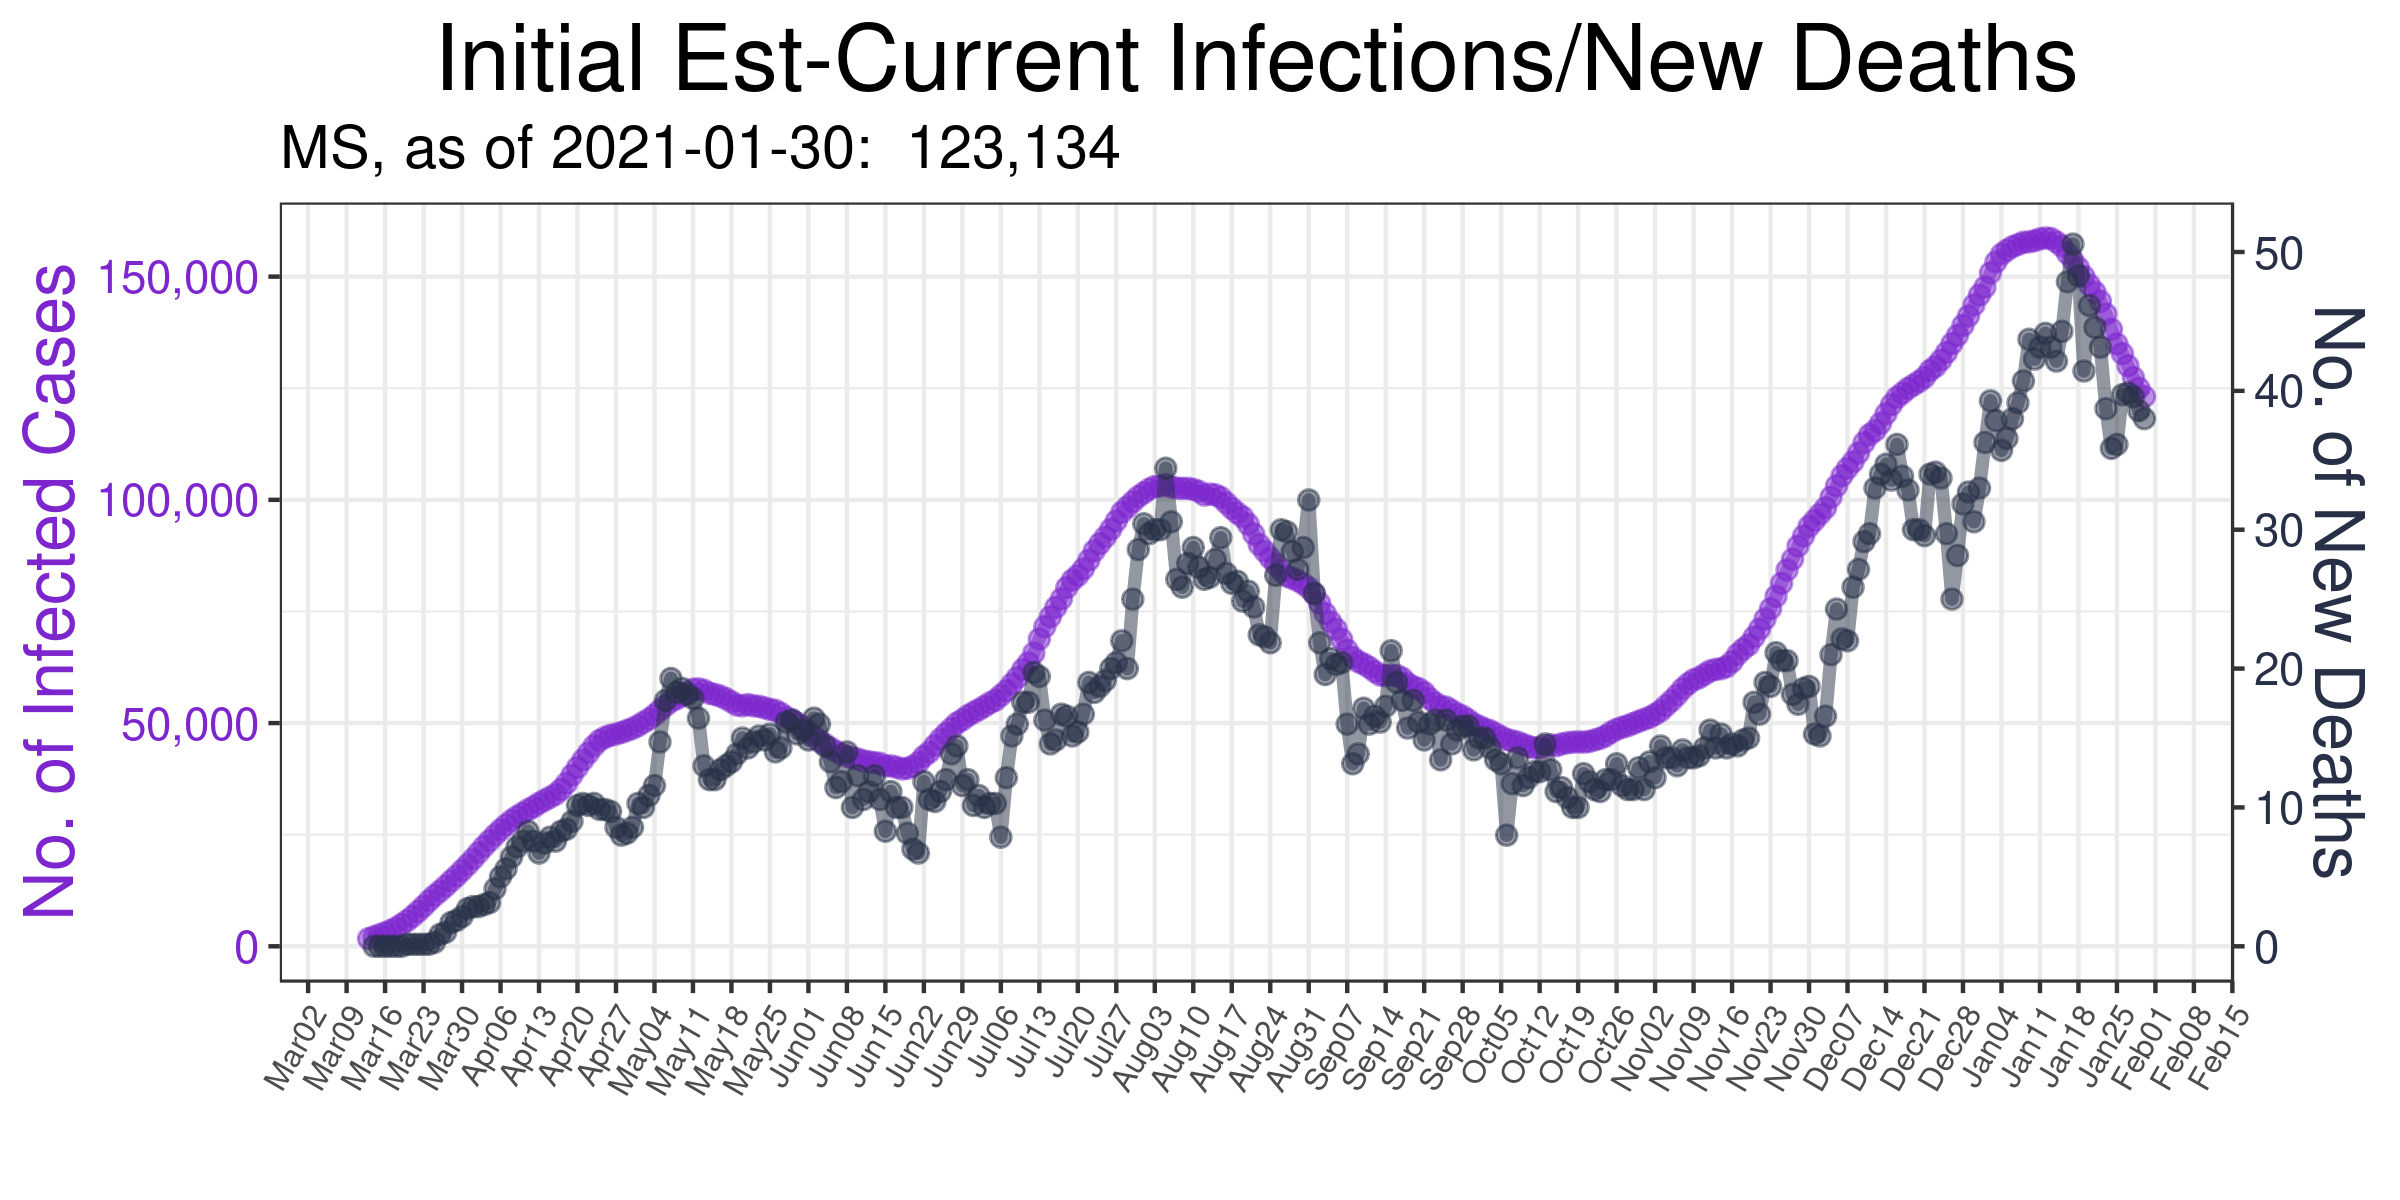 Initial Est-Current Infections/New Deaths
MS, as of 2021-01-30:  123,134
No. of Infected Cases
150,000
100,000
50,000
0
50
40
30
20
10
0
No. of New Deaths
Mar02
Mar09
Mar16
Mar23
Mar30
Apr06
Apr13
Apr20
Apr27
May04
May11
May18
May25
Jun01
Jun08
Jun15
Jun22
Jun29
Jul06
Jul13
Jul20
Jul27
Aug03
Aug10
Aug17
Aug24
Aug31
Sep07
Sep14
Sep21
Sep28
Oct05
Oct12
Oct19
Oct26
Nov02
Nov09
Nov16
Nov23
Nov30
Dec07
Dec14
Dec21
Dec28
Jan04
Jan11
Jan18
Jan25
Feb01
Feb08
Feb15